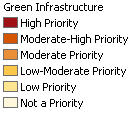 Green Infrastructure
High Priority
Moderate-High Priority
Moderate Priority
Low-Moderate Priority
Low Priority
Not a Priority